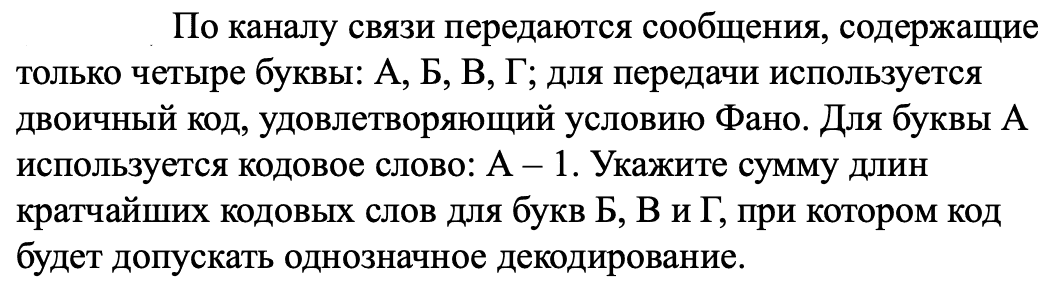 По каналу связи передаются сообщения, содержащие
только четыре буквы: А, Б, В, Г; для передачи используется
двоичный код, удовлетворяющий условию Фано. Для буквы А
используется кодовое слово: А – 1. Укажите сумму длин
кратчайших кодовых слов для букв Б, В и Г, при котором код
будет допускать однозначное декодирование.